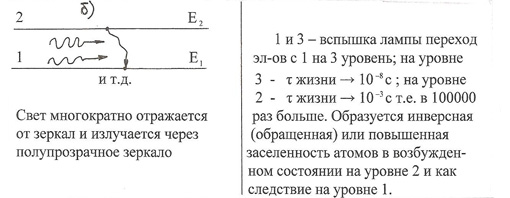 б)
2 E₂
1 E₁
и т.д.
Свет многократно отражается
от зеркал и излучается через
полупрозрачное зеркало
1 и 3 – вспышка лампы переход
эл-ов с 1 на 3 уровень; на уровне
3 - τ жизни → 10⁻⁸с ; на уровне
2 - τ жизни → 10⁻³с т.е. в 100000
раз больше. Образуется инверсная
(обращенная) или повышенная
заселенность атомов в возбужден-
ном состоянии на уровне 2 и как
следствие на уровне 1.